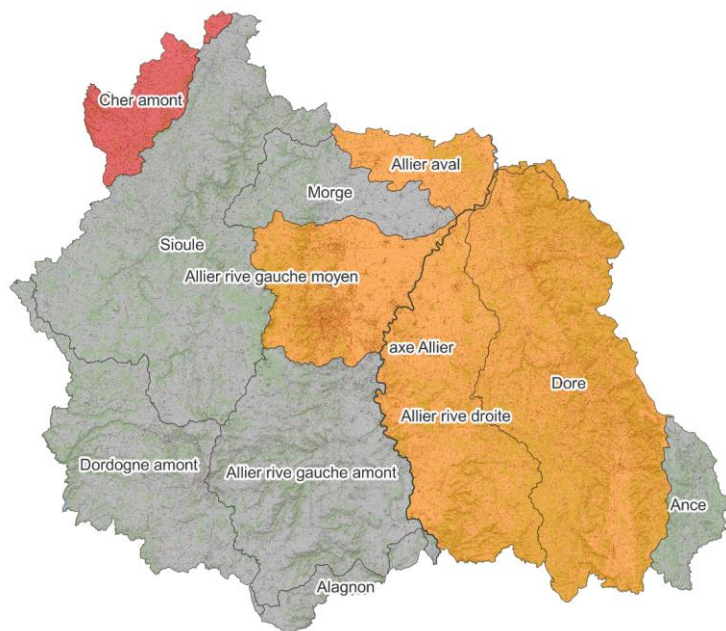 Cher amont
Allier aval
Morge
Sioule
Allier rive gauche moyen
axe Allier
Dore
Allier rive droite
Dordogne amont
Allier rive gauche amont
Ance
Alagnon